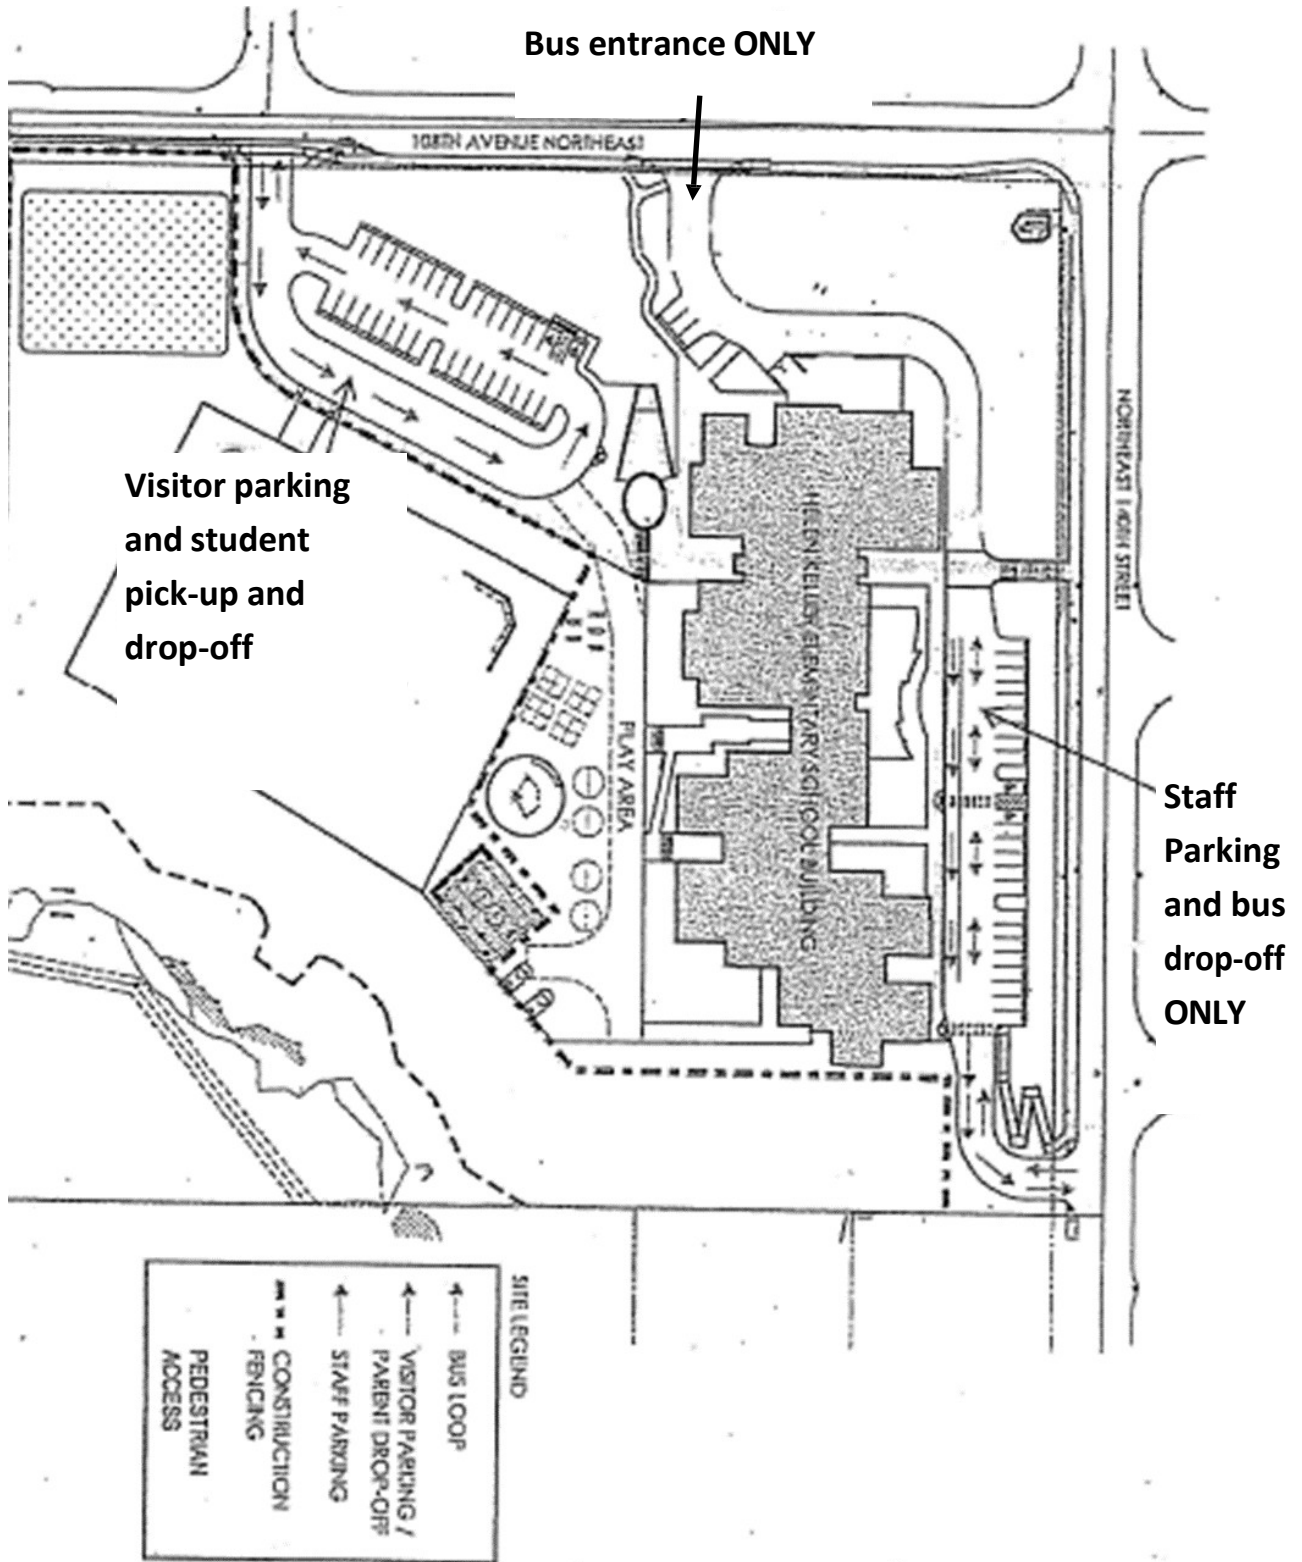 Bus entrance ONLY
108TH AVENUE NORTHEAST
Visitor parking
and student
pick-up and
drop-off
HELEN KELLER ELEMENTARY SCHOOL BUILDING
PLAY AREA
NORTHEAST 140TH STREET
Staff
Parking
and bus
drop-off
ONLY
SITE LEGEND
BUS LOOP
VISITOR PARKING /
PARENT DROP-OFF
STAFF PARKING
CONSTRUCTION
FENCING
PEDESTRIAN
ACCESS